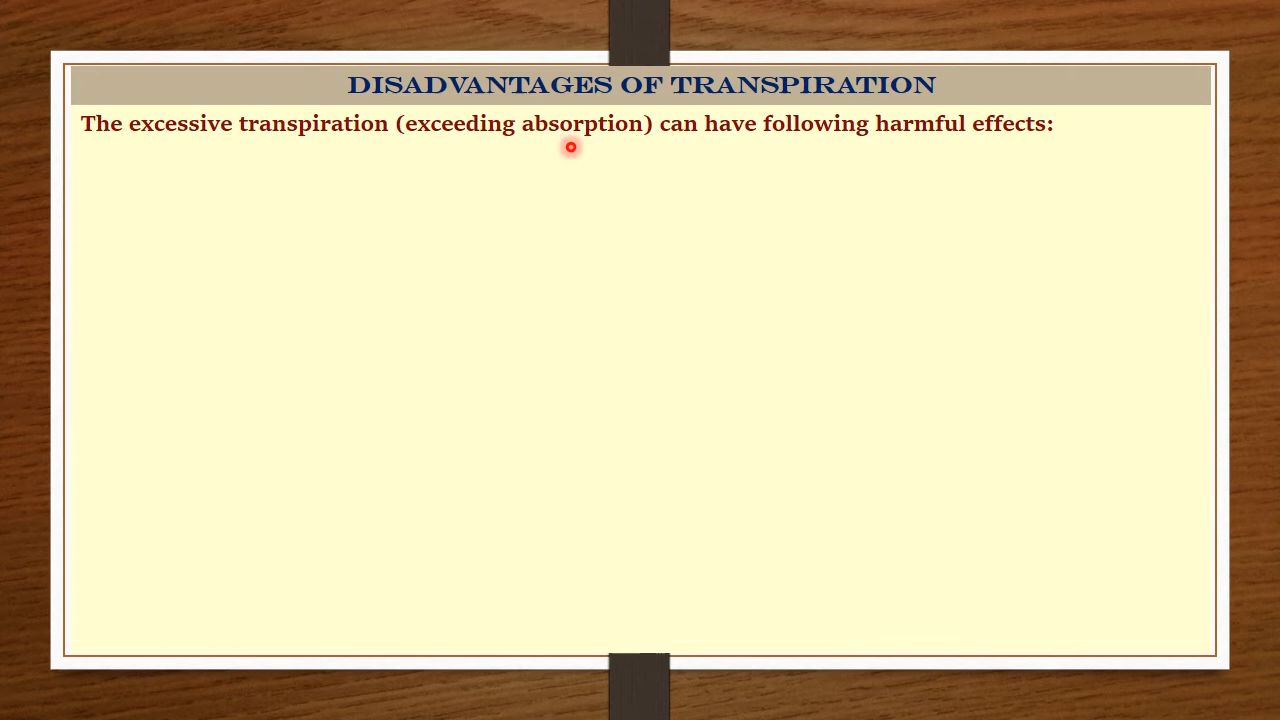 DISADVANTAGES OF TRANSPIRATION
The excessive transpiration (exceeding absorption) can have following harmful effects: